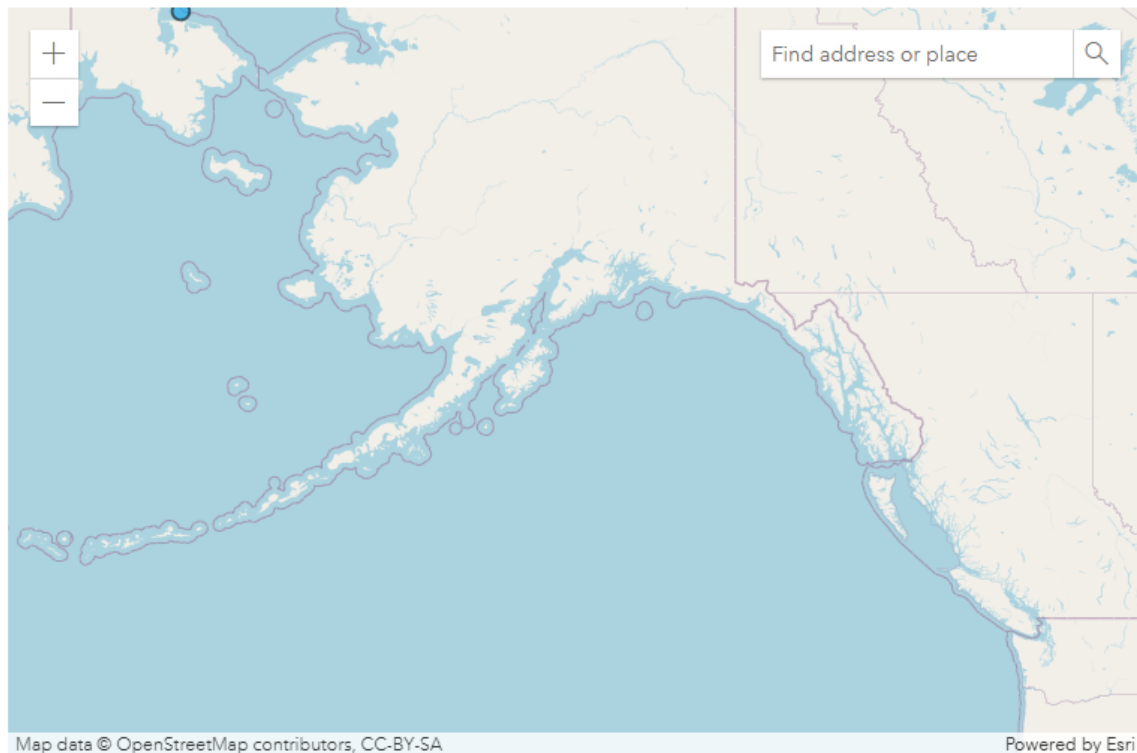 +
Find address or place
−
Map data © OpenStreetMap contributors, CC-BY-SA
Powered by Esri